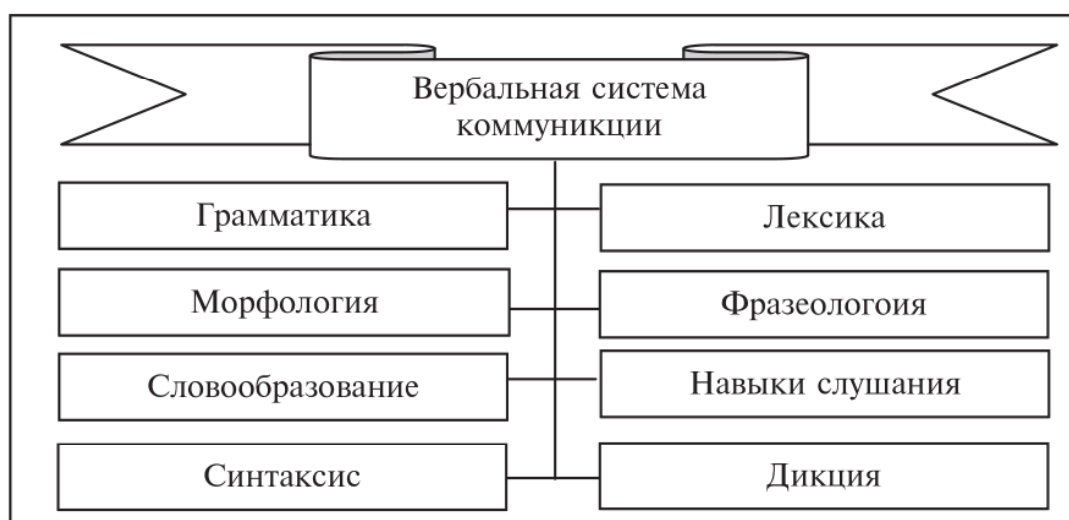 Вербальная система
коммуникции
Грамматика
Лексика
Морфология
Фразеологоия
Словообразование
Навыки слушания
Синтаксис
Дикция